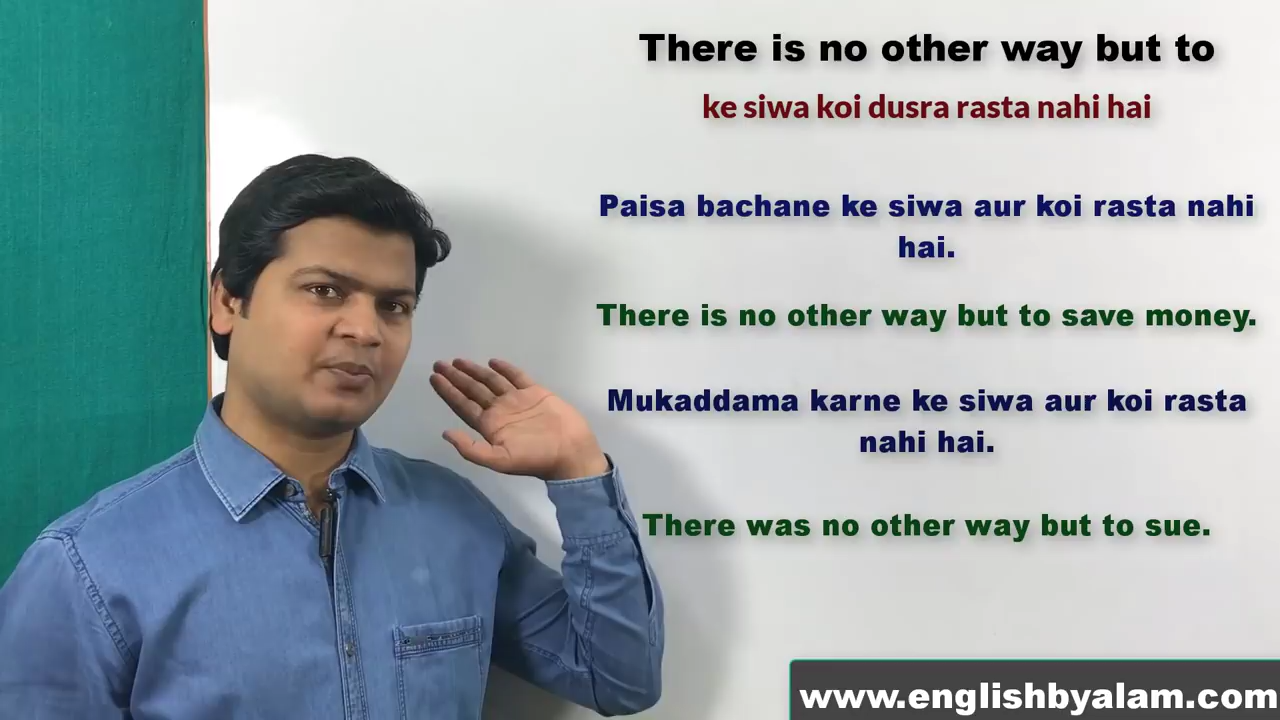 There is no other way but to
ke siwa koi dusra rasta nahi hai
Paisa bachane ke siwa aur koi rasta nahi
hai.
There is no other way but to save money.
Mukaddama karne ke siwa aur koi rasta
nahi hai.
There was no other way but to sue.
www.englishbyalam.com